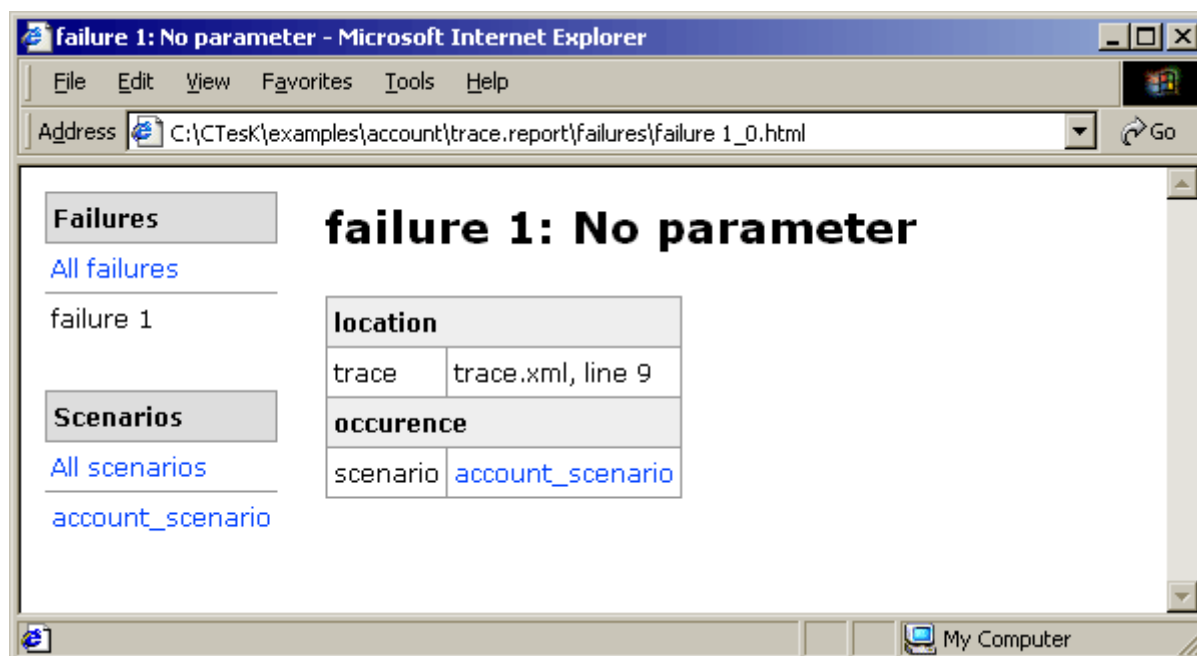 failure 1: No parameter - Microsoft Internet Explorer
File Edit View Favorites Tools Help
Address C:\CTesK\examples\account\trace.report\failures\failure 1_0.html Go
Failures
All failures
failure 1
Scenarios
All scenarios
account_scenario
failure 1: No parameter
location
trace trace.xml, line 9
occurence
scenario account_scenario
My Computer